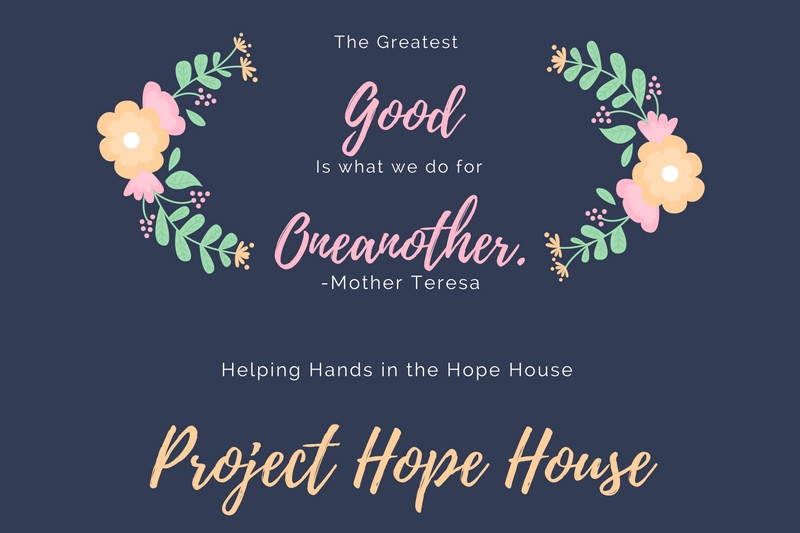 The Greatest
Good
Is what we do for
Oneanother.
-Mother Teresa
Helping Hands in the Hope House
Project Hope House